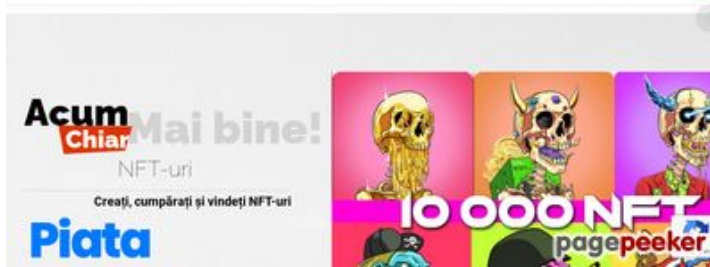 Acum
Chiar Mai bine!
NFT-uri
Creați, cumpărați și vindeți NFT-uri
Piata
10 000 NFT
pagepeeker